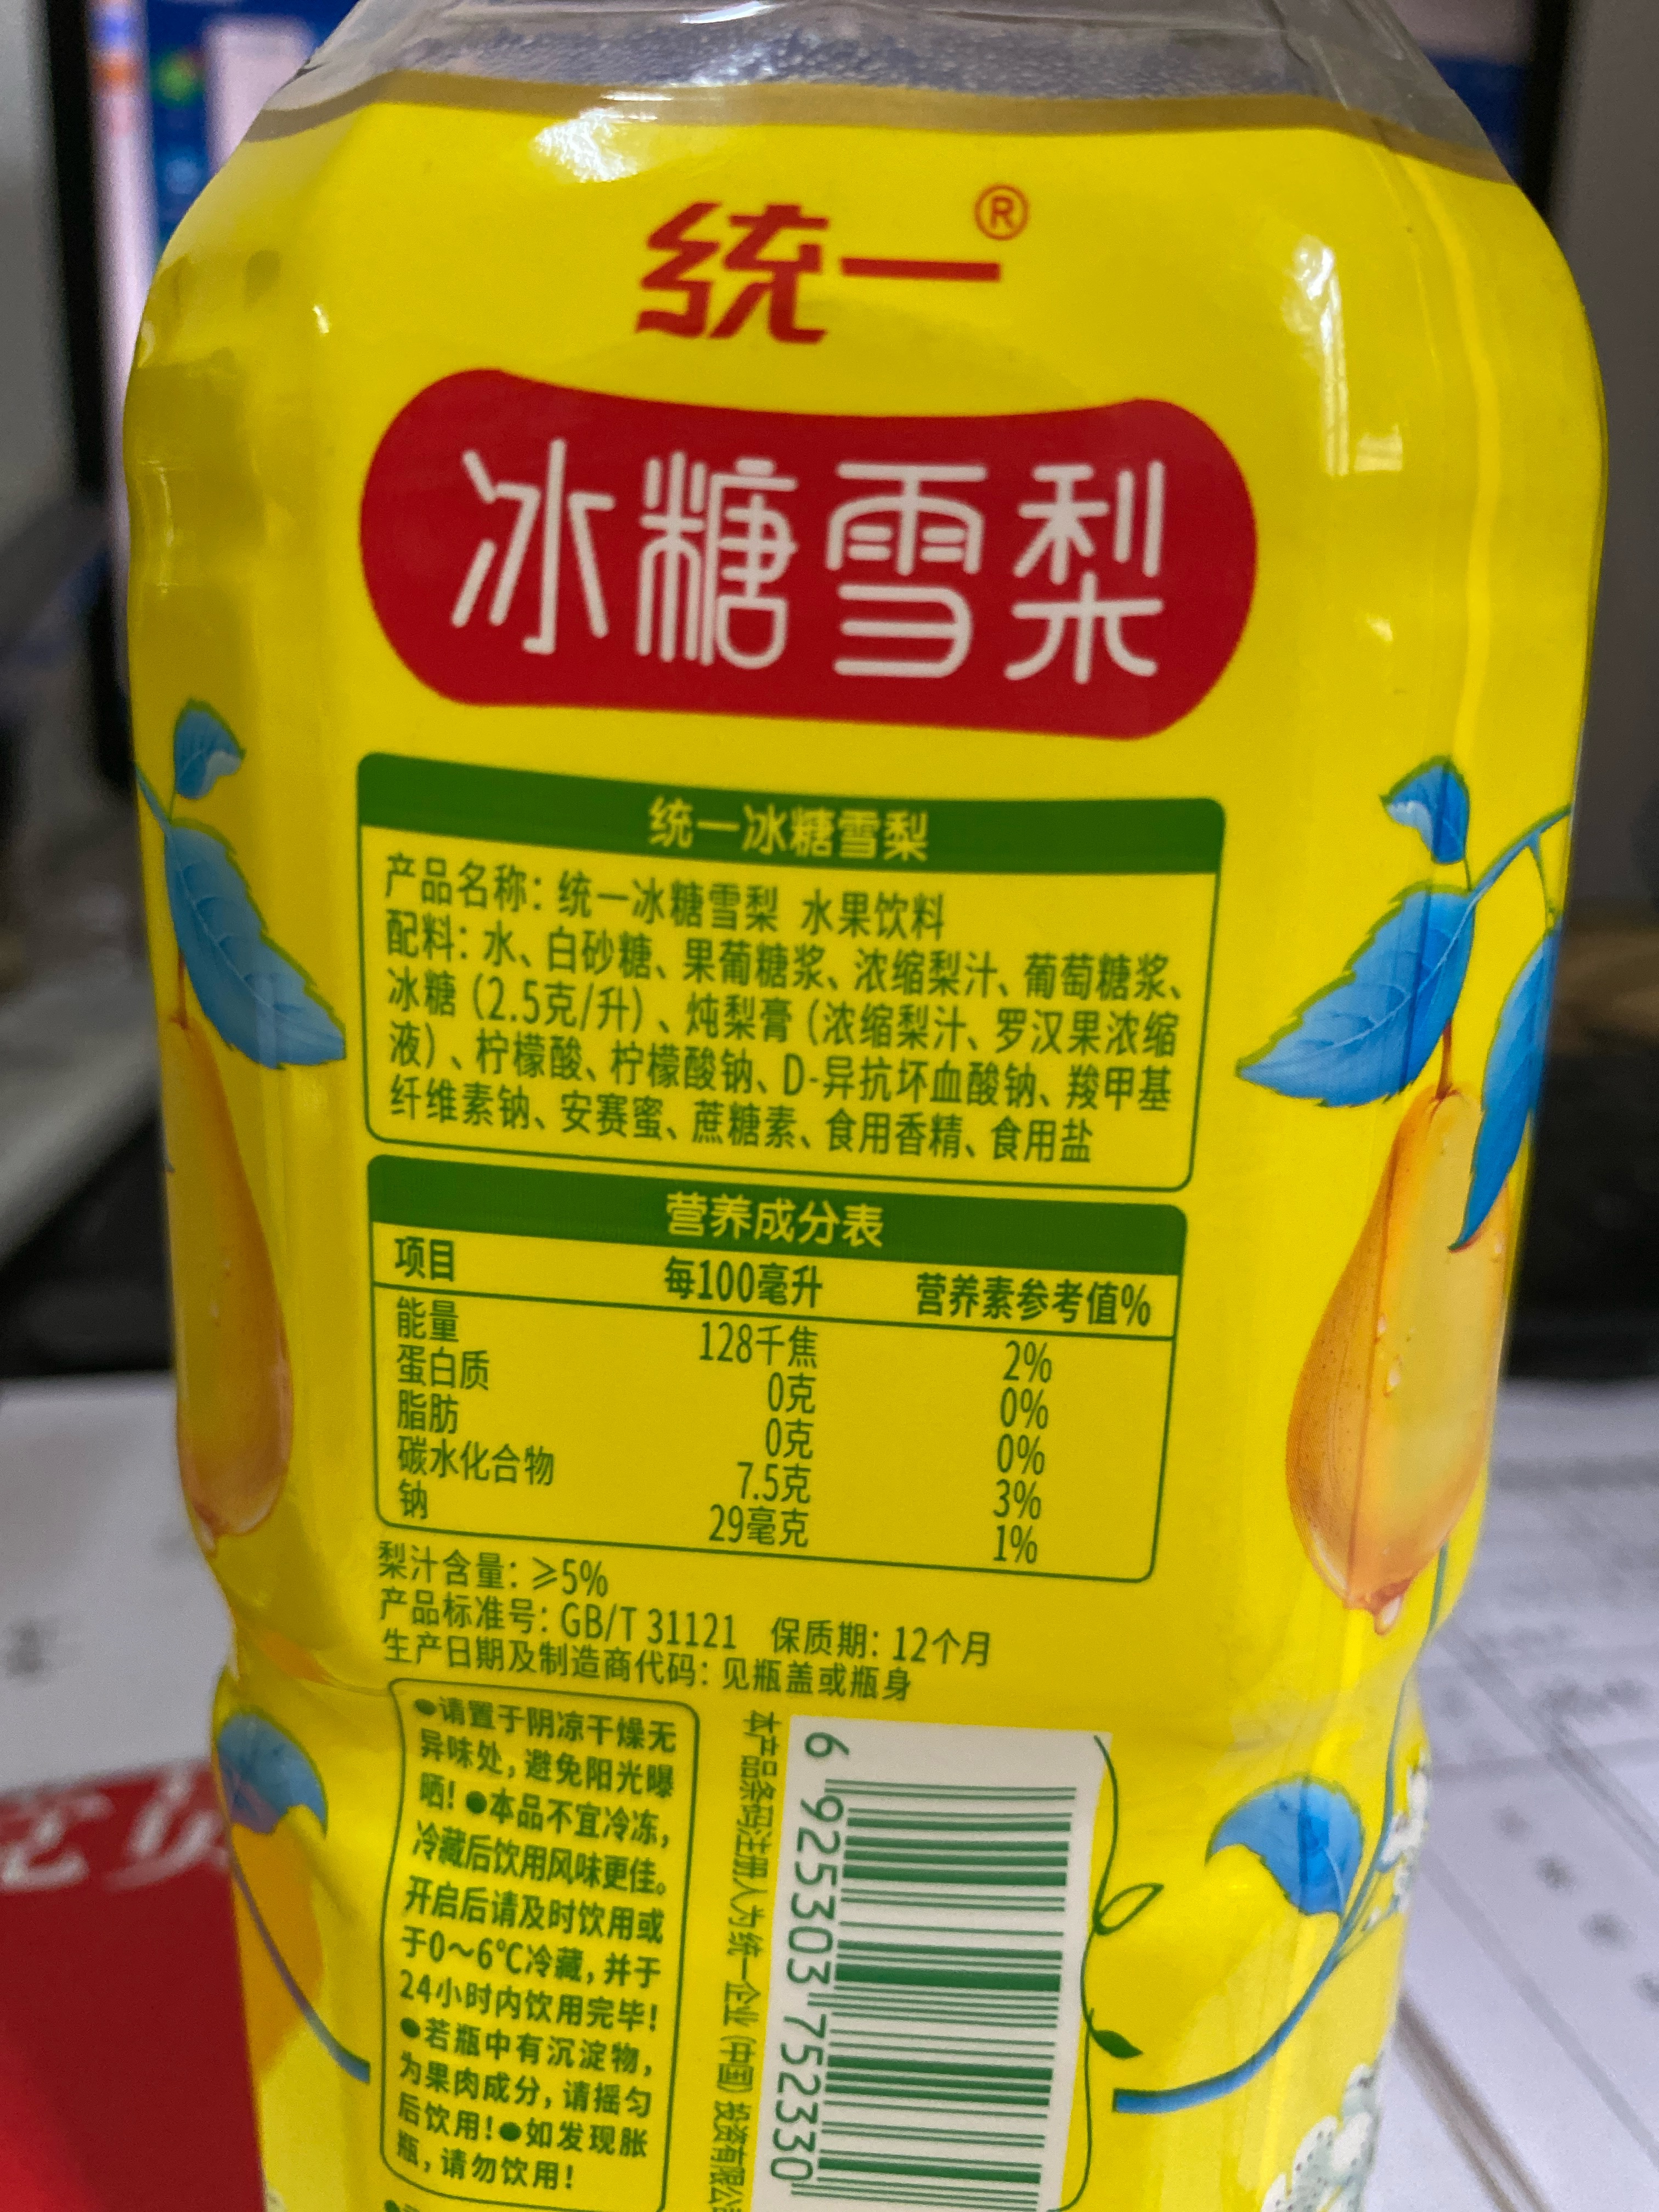 统一®
冰糖雪梨
统一冰糖雪梨
产品名称：统一冰糖雪梨 水果饮料
配料：水、白砂糖、果葡糖浆、浓缩梨汁、葡萄糖浆、
冰糖（2.5克/升）、炖梨膏（浓缩梨汁、罗汉果浓缩
液）、柠檬酸、柠檬酸钠、D-异抗坏血酸钠、羧甲基
纤维素钠、安赛蜜、蔗糖素、食用香精、食用盐
营养成分表
项目 每100毫升 营养素参考值%
能量 128千焦 2%
蛋白质 0克 0%
脂肪 0克 0%
碳水化合物 7.5克 3%
钠 29毫克 1%
梨汁含量：≥5%
产品标准号：GB/T 31121 保质期：12个月
生产日期及制造商代码：见瓶盖或瓶身
●请置于阴凉干燥无
异味处，避免阳光曝
晒！●本品不宜冷冻，
冷藏后饮用风味更佳。
开启后请及时饮用或
于0～6℃冷藏，并于
24小时内饮用完毕！
●若瓶中有沉淀物，
为果肉成分，请摇匀
后饮用！●如发现胀
瓶，请勿饮用！
本产品条码注册人为统一企业（中国）投资有限公
6 925303 752330